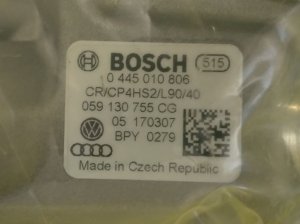 BOSCH 515
0 445 010 806
CR/CP4HS2/L90/40
059 130 755 CG
05 170307
BPY 0279
Made in Czech Republic